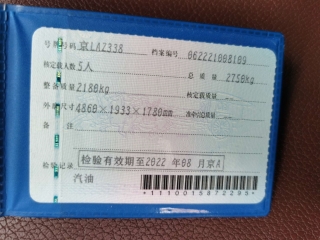 号牌号码 京LAZ338 档案编号 062221008109
核定载人数 5人 总质量 2750kg
整备质量 2180kg 核定载质量 --
外廓尺寸 4860×1933×1780mm 准牵引总质量 --
备注
检验记录 检验有效期至2022年08月京A
汽油
*1110015872295*